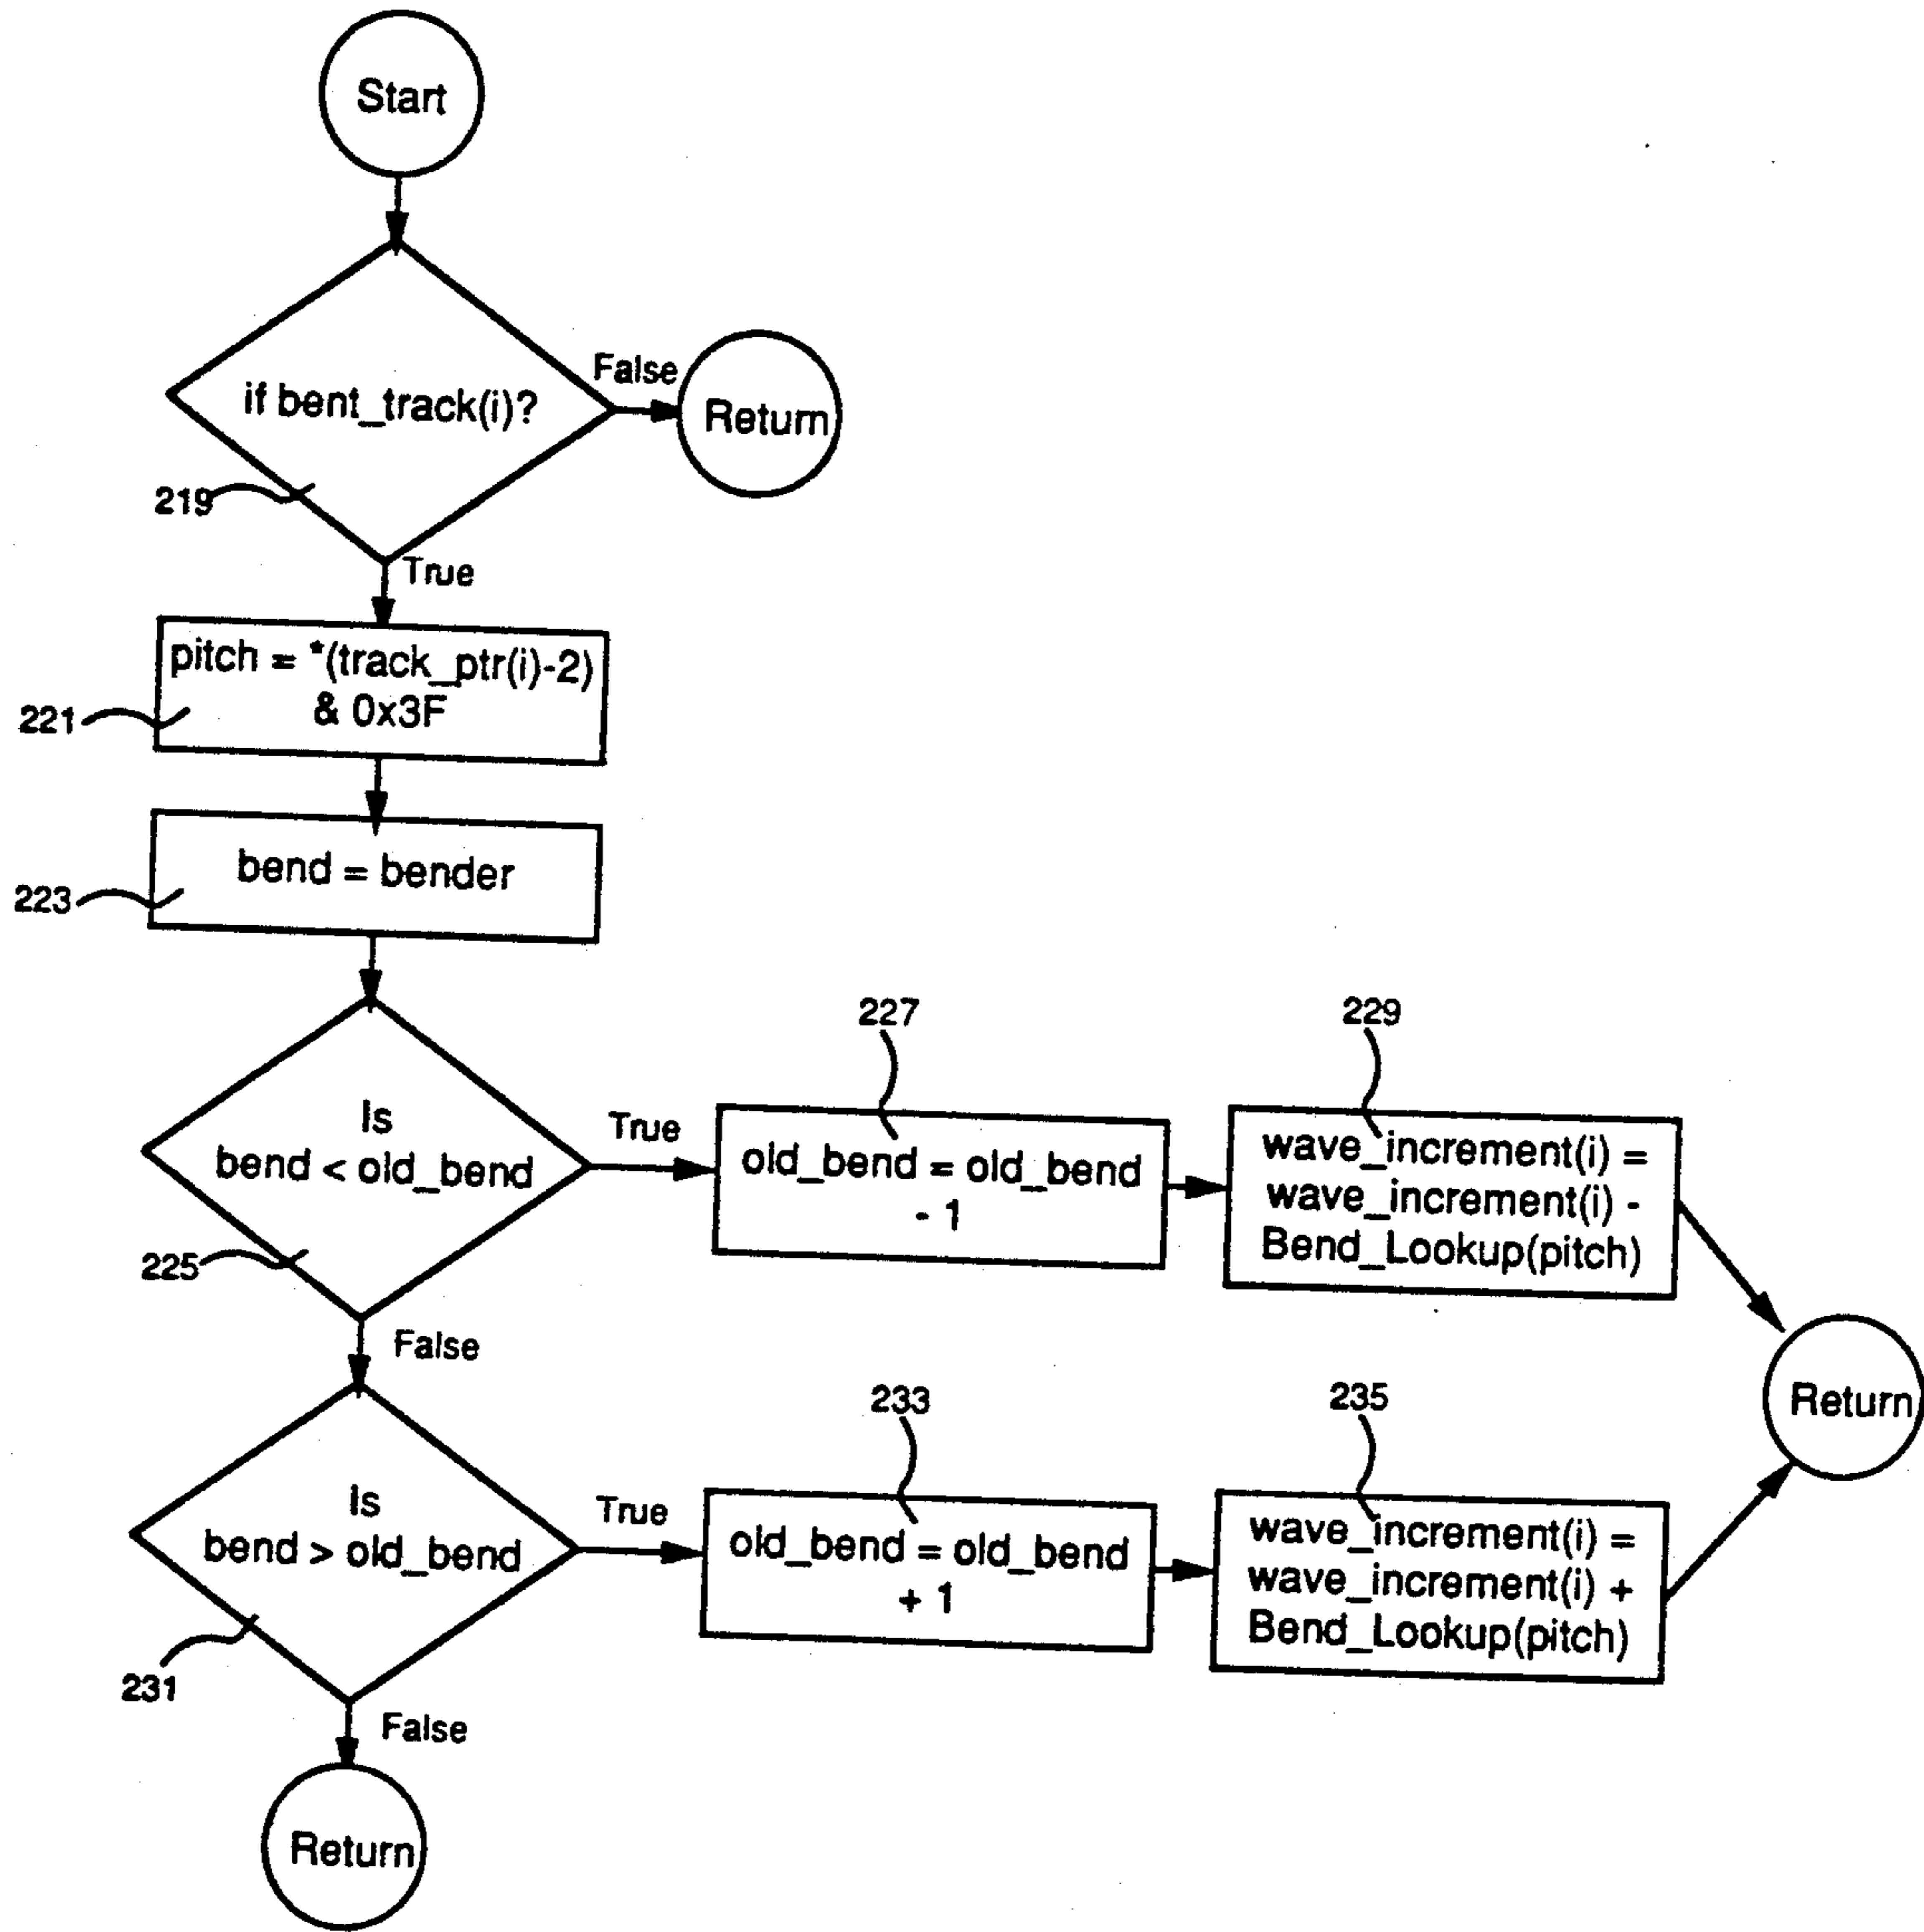 Start
if bent_track(i)?
False
Return
219
True
pitch = *(track_ptr(i)-2)
& 0x3F
221
bend = bender
223
Is
bend < old_bend
225
True
227
old_bend = old_bend
- 1
229
wave_increment(i) =
wave_increment(i) -
Bend_Lookup(pitch)
False
Return
Is
bend > old_bend
231
True
233
old_bend = old_bend
+ 1
235
wave_increment(i) =
wave_increment(i) +
Bend_Lookup(pitch)
False
Return